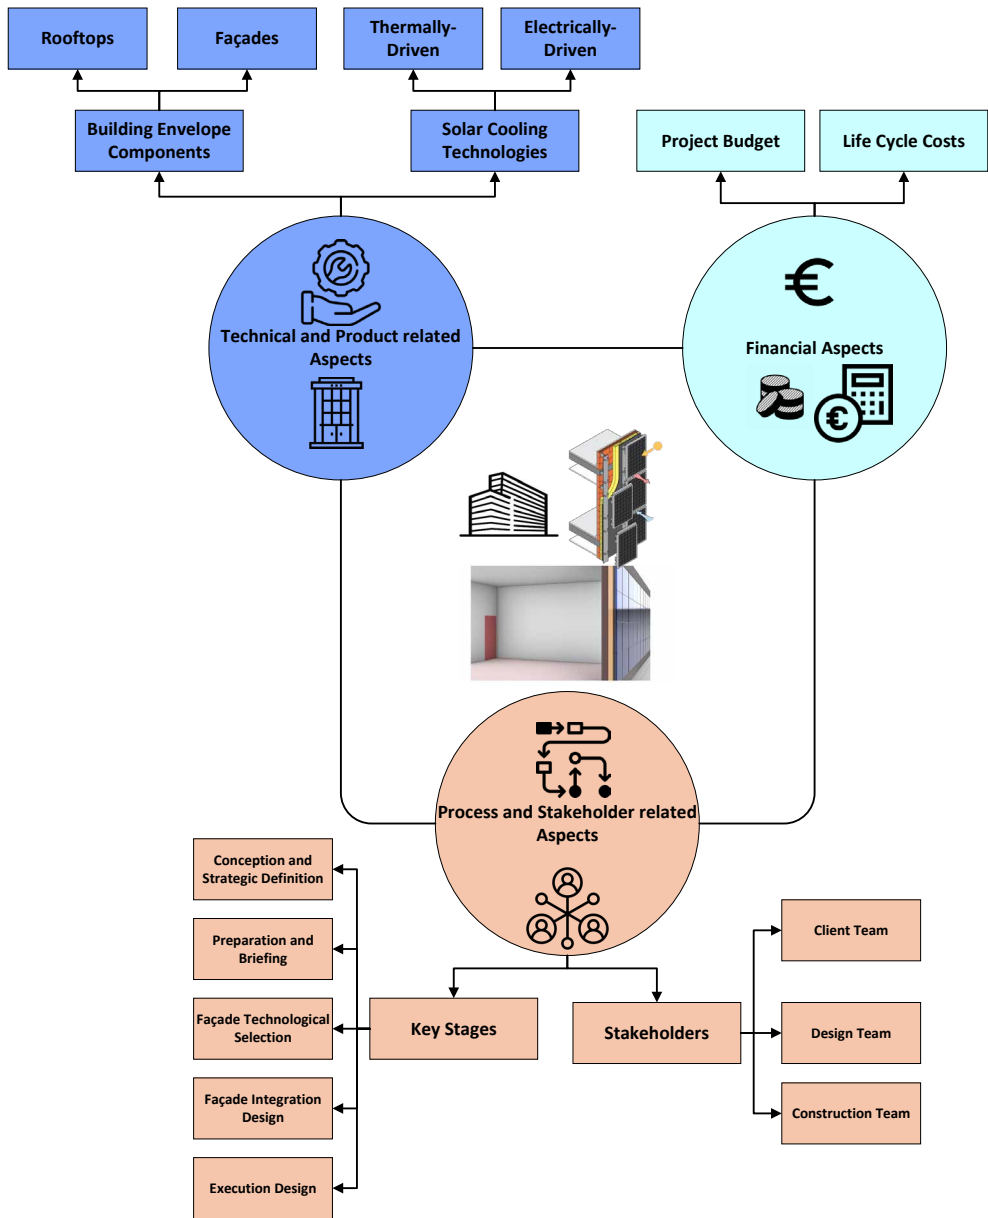 Rooftops
Façades
Thermally-
Driven
Electrically-
Driven
Building Envelope
Components
Solar Cooling
Technologies
Project Budget
Life Cycle Costs
Technical and Product related
Aspects
€
Financial Aspects
€
Process and Stakeholder related
Aspects
Conception and
Strategic Definition
Preparation and
Briefing
Façade Technological
Selection
Façade Integration
Design
Execution Design
Key Stages
Stakeholders
Client Team
Design Team
Construction Team